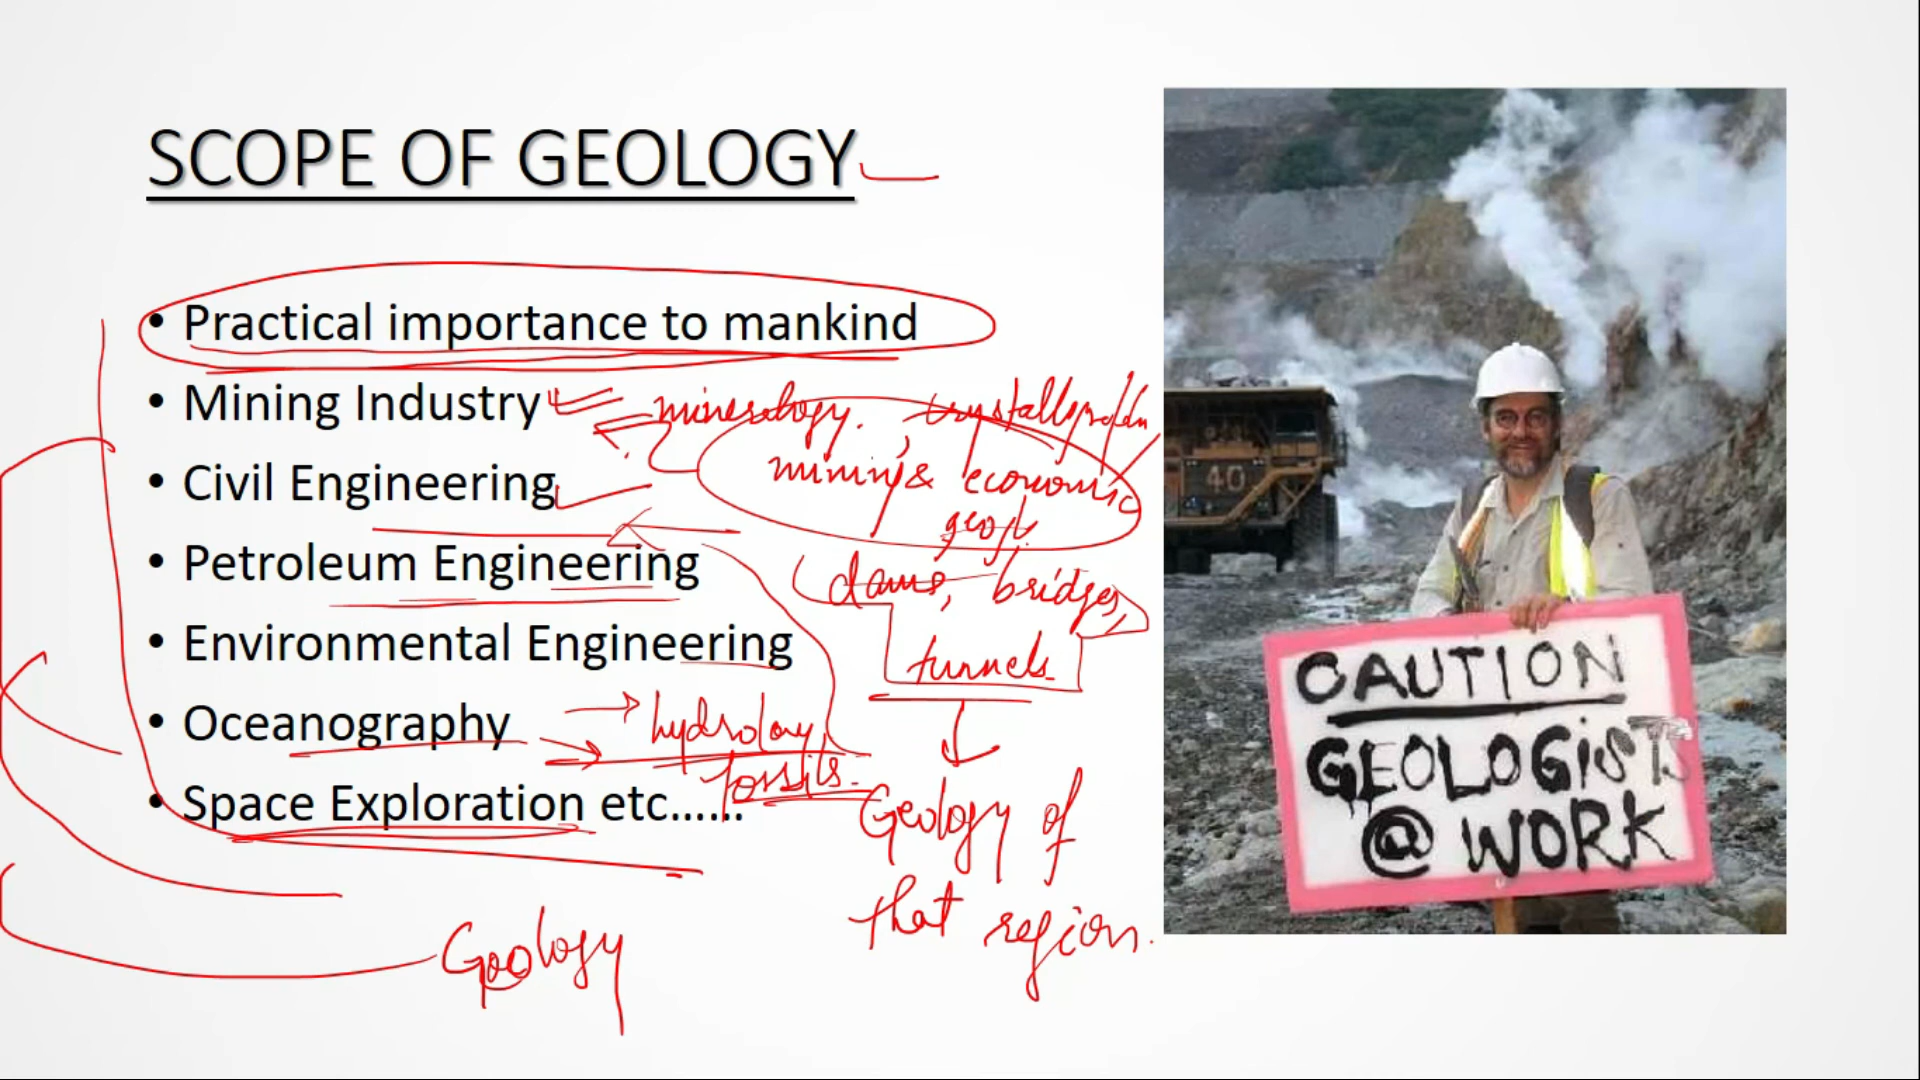 SCOPE OF GEOLOGY
• Practical importance to mankind
• Mining Industry
mineralogy, crystallography
mining & economic
geol.
• Civil Engineering
• Petroleum Engineering
dams, bridges,
tunnels
• Environmental Engineering
• Oceanography
hydrology
fossils.
• Space Exploration etc......
Geology of
that region.
Geology
40
CAUTION
GEOLOGISTS
@ WORK